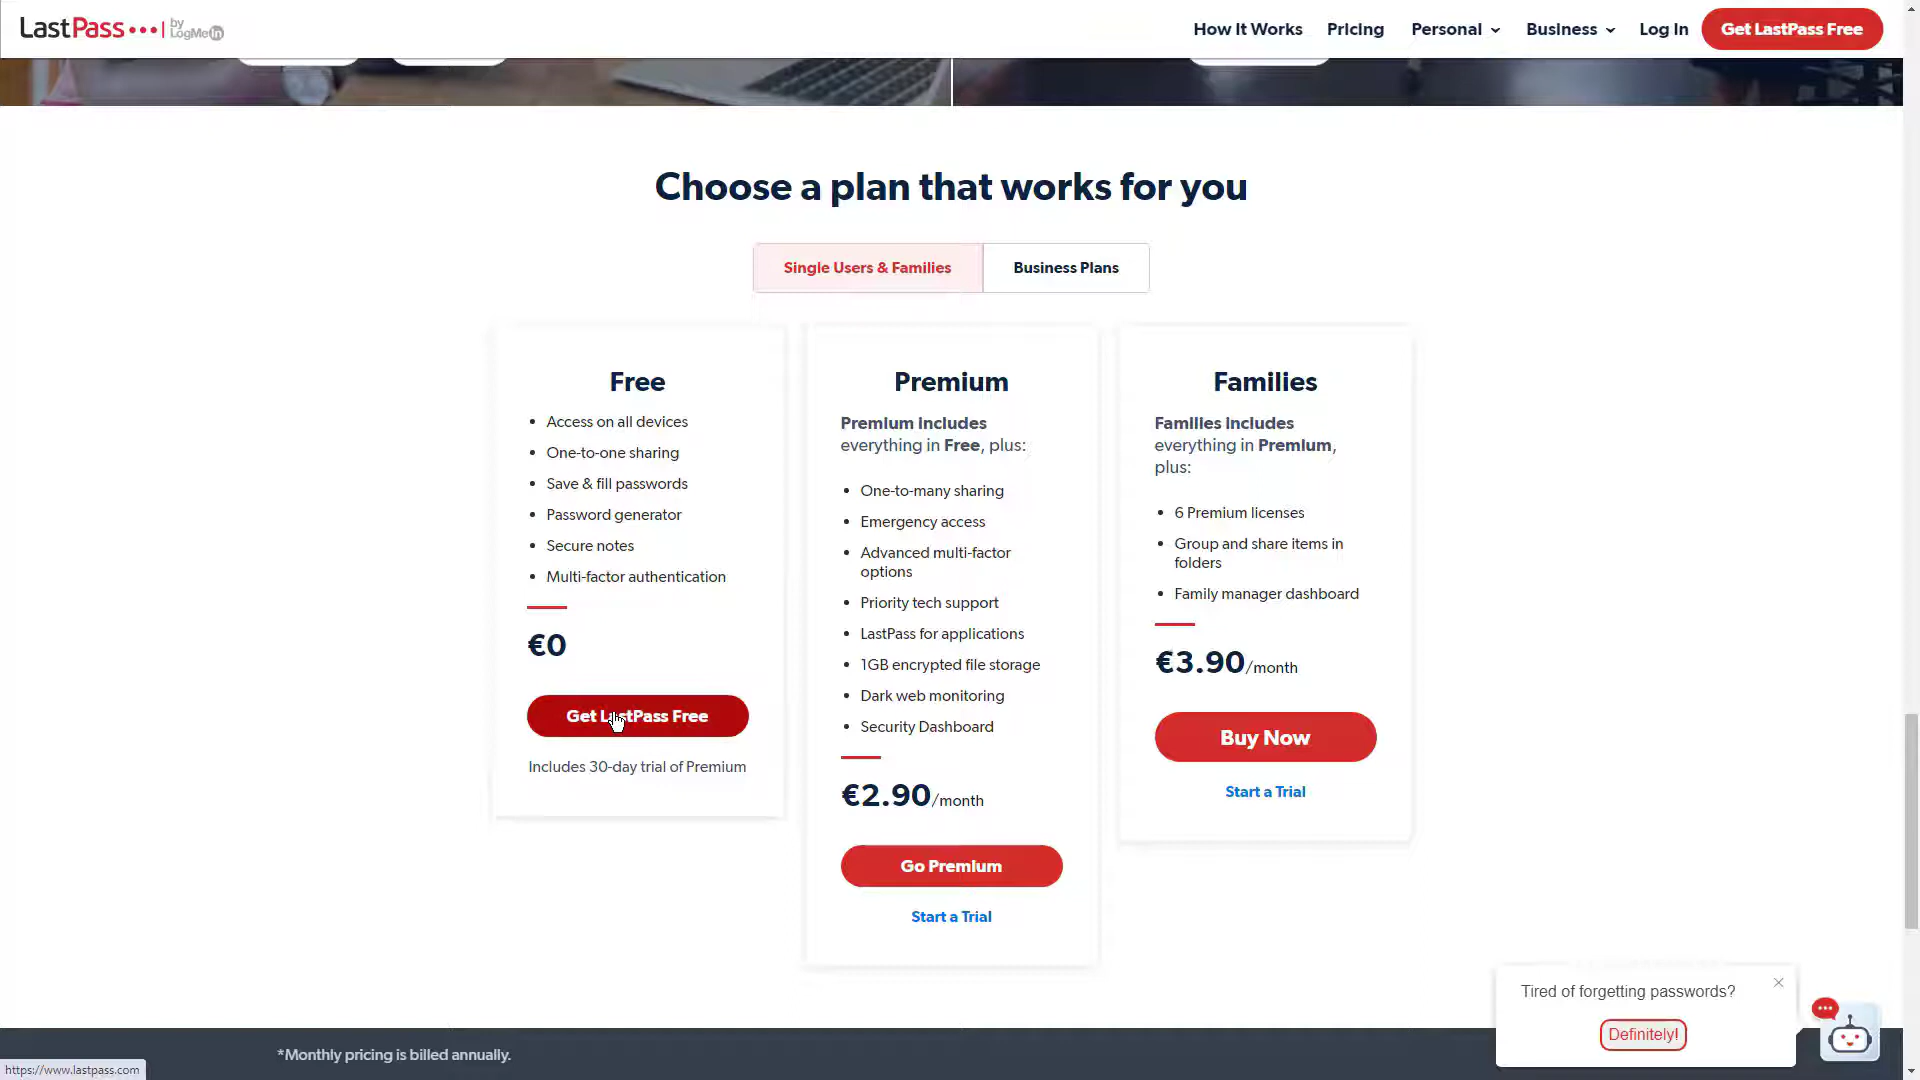 LastPass •••| by LogMeIn
How It Works Pricing Personal Business Log In Get LastPass Free
Choose a plan that works for you
Single Users & Families Business Plans
Free
• Access on all devices
• One-to-one sharing
• Save & fill passwords
• Password generator
• Secure notes
• Multi-factor authentication
€0
Get LastPass Free
Includes 30-day trial of Premium
Premium
Premium includes
everything in Free, plus:
• One-to-many sharing
• Emergency access
• Advanced multi-factor
options
• Priority tech support
• LastPass for applications
• 1GB encrypted file storage
• Dark web monitoring
• Security Dashboard
€2.90/month
Go Premium
Start a Trial
Families
Families includes
everything in Premium,
plus:
• 6 Premium licenses
• Group and share items in
folders
• Family manager dashboard
€3.90/month
Buy Now
Start a Trial
Tired of forgetting passwords?
Definitely!
*Monthly pricing is billed annually.
https://www.lastpass.com